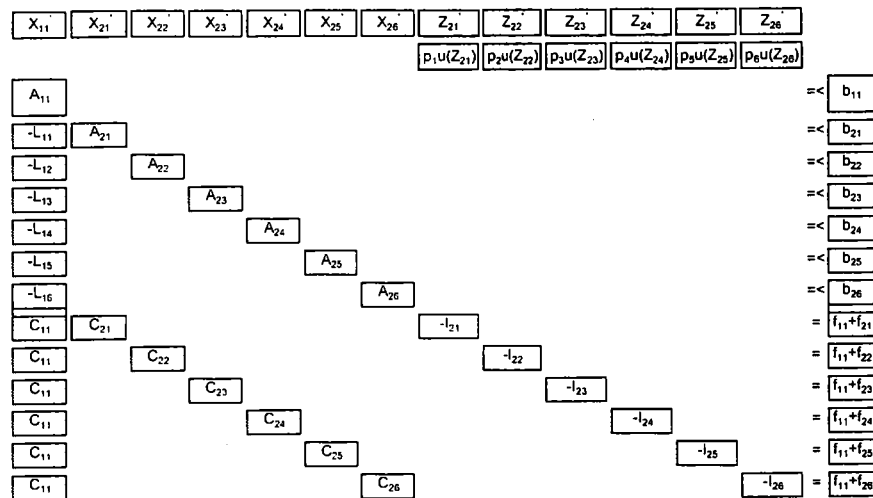 X₁₁' X₂₁' X₂₂' X₂₃' X₂₄' X₂₅' X₂₆' Z₂₁' Z₂₂' Z₂₃' Z₂₄' Z₂₅' Z₂₆'
p₁u(Z₂₁) p₂u(Z₂₂) p₃u(Z₂₃) p₄u(Z₂₄) p₅u(Z₂₅) p₆u(Z₂₆)
A₁₁ =< b₁₁
-L₁₁ A₂₁ =< b₂₁
-L₁₂ A₂₂ =< b₂₂
-L₁₃ A₂₃ =< b₂₃
-L₁₄ A₂₄ =< b₂₄
-L₁₅ A₂₅ =< b₂₅
-L₁₆ A₂₆ =< b₂₆
C₁₁ C₂₁ -I₂₁ = f₁₁+f₂₁
C₁₁ C₂₂ -I₂₂ = f₁₁+f₂₂
C₁₁ C₂₃ -I₂₃ = f₁₁+f₂₃
C₁₁ C₂₄ -I₂₄ = f₁₁+f₂₄
C₁₁ C₂₅ -I₂₅ = f₁₁+f₂₅
C₁₁ C₂₆ -I₂₆ = f₁₁+f₂₆